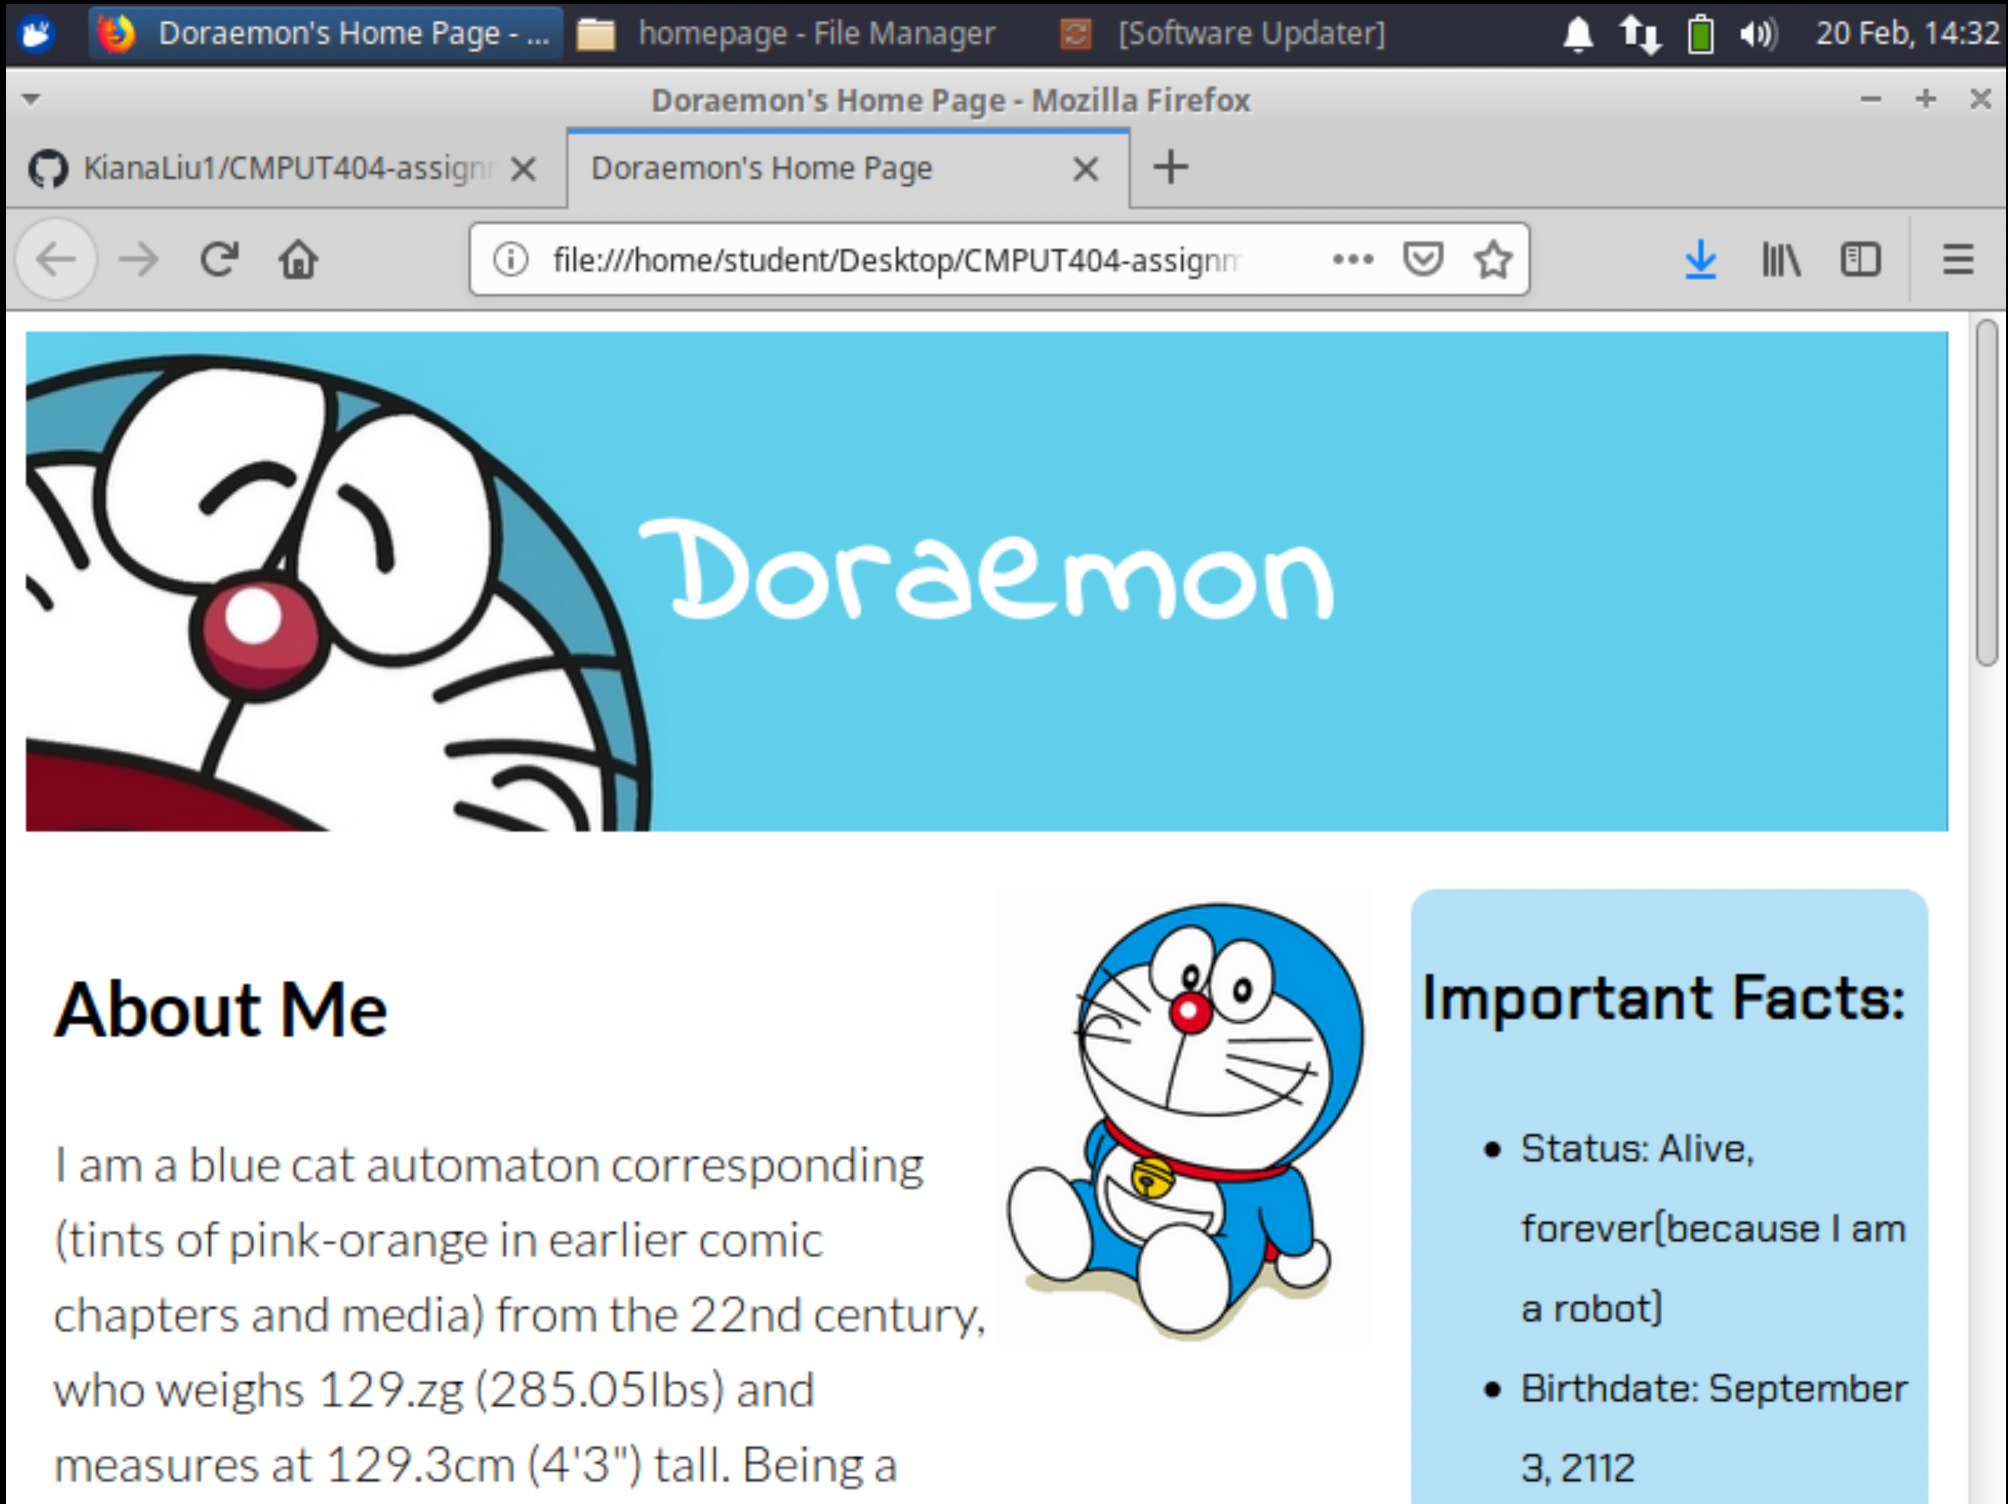 Doraemon's Home Page - ...
homepage - File Manager
[Software Updater]
20 Feb, 14:32
Doraemon's Home Page - Mozilla Firefox
KianaLiu1/CMPUT404-assign
Doraemon's Home Page
file:///home/student/Desktop/CMPUT404-assignm
Doraemon
About Me
I am a blue cat automaton corresponding
(tints of pink-orange in earlier comic
chapters and media) from the 22nd century,
who weighs 129.zg (285.05lbs) and
measures at 129.3cm (4'3") tall. Being a
Important Facts:
• Status: Alive,
forever(because I am
a robot)
• Birthdate: September
3, 2112